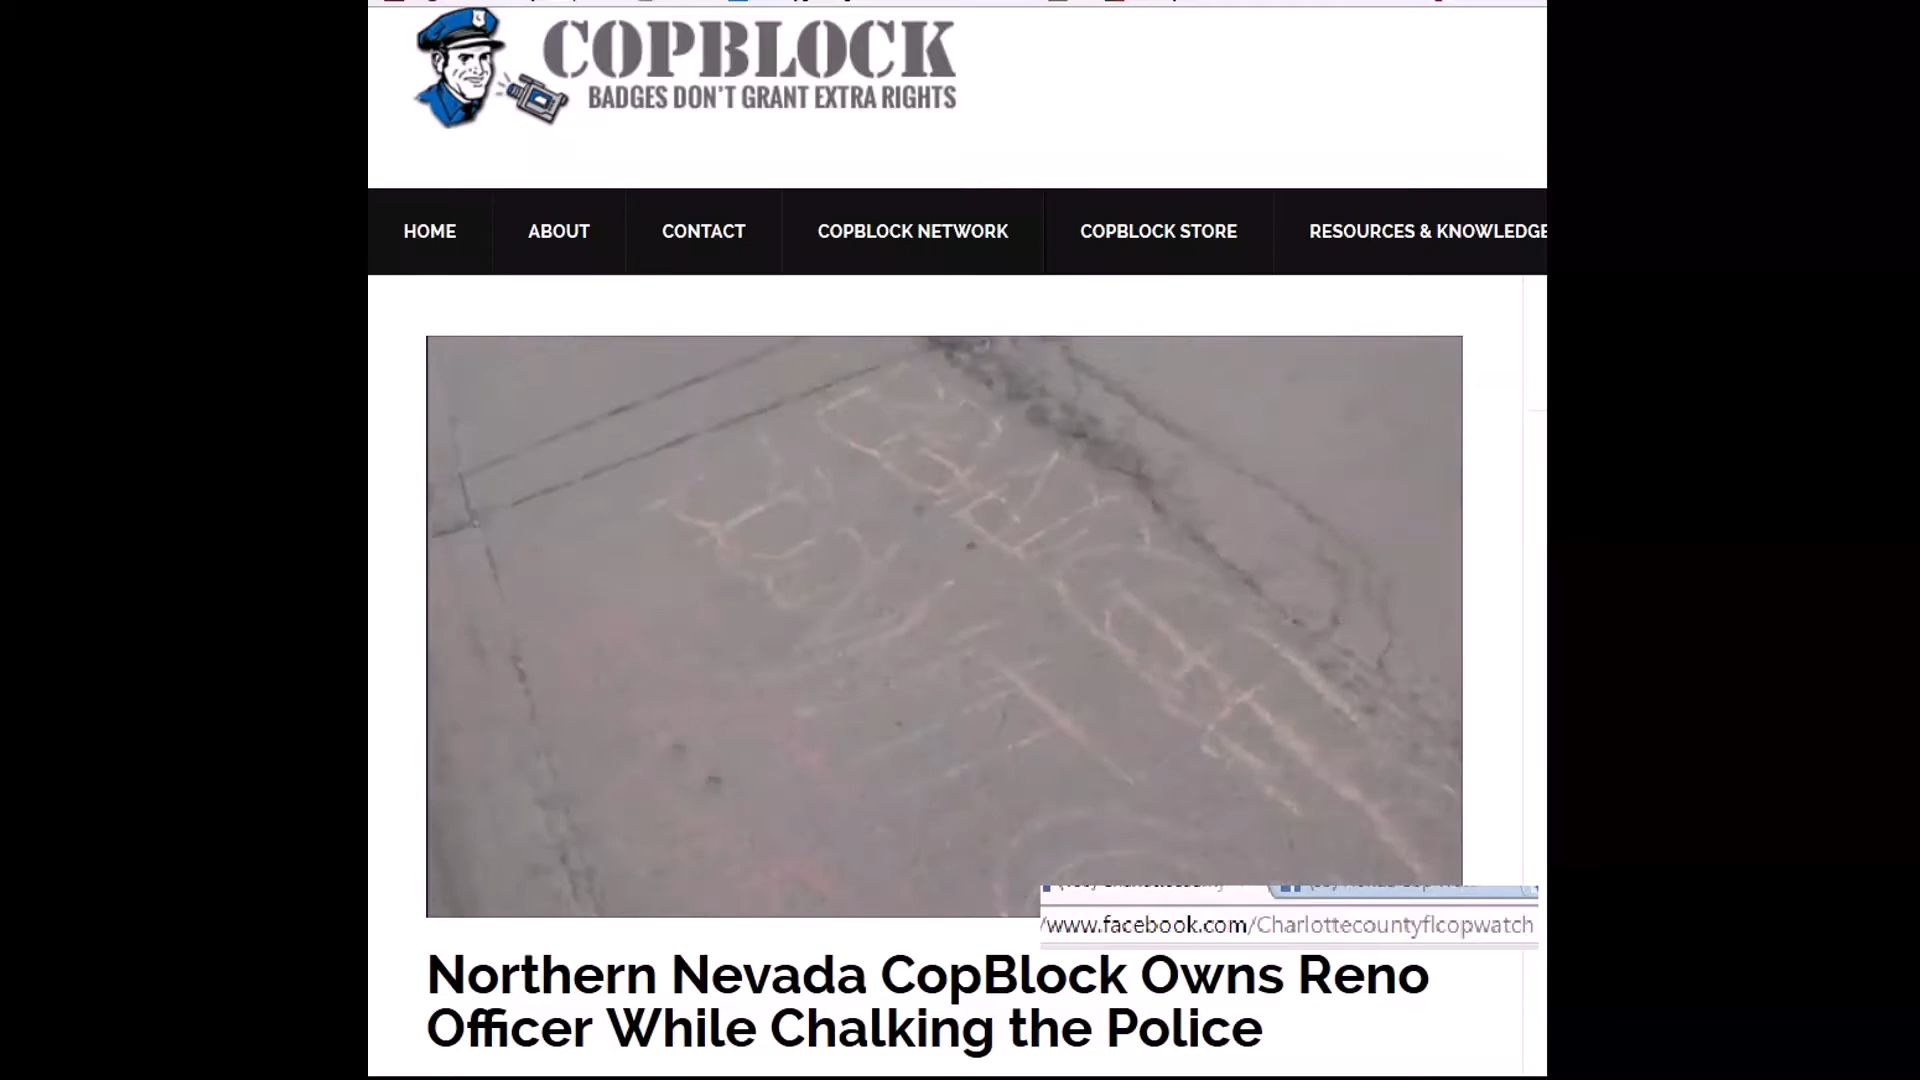 COPBLOCK
BADGES DON'T GRANT EXTRA RIGHTS
HOME ABOUT CONTACT COPBLOCK NETWORK COPBLOCK STORE RESOURCES & KNOWLEDGE
/www.facebook.com/Charlottecountyflcopwatch
Northern Nevada CopBlock Owns Reno
Officer While Chalking the Police